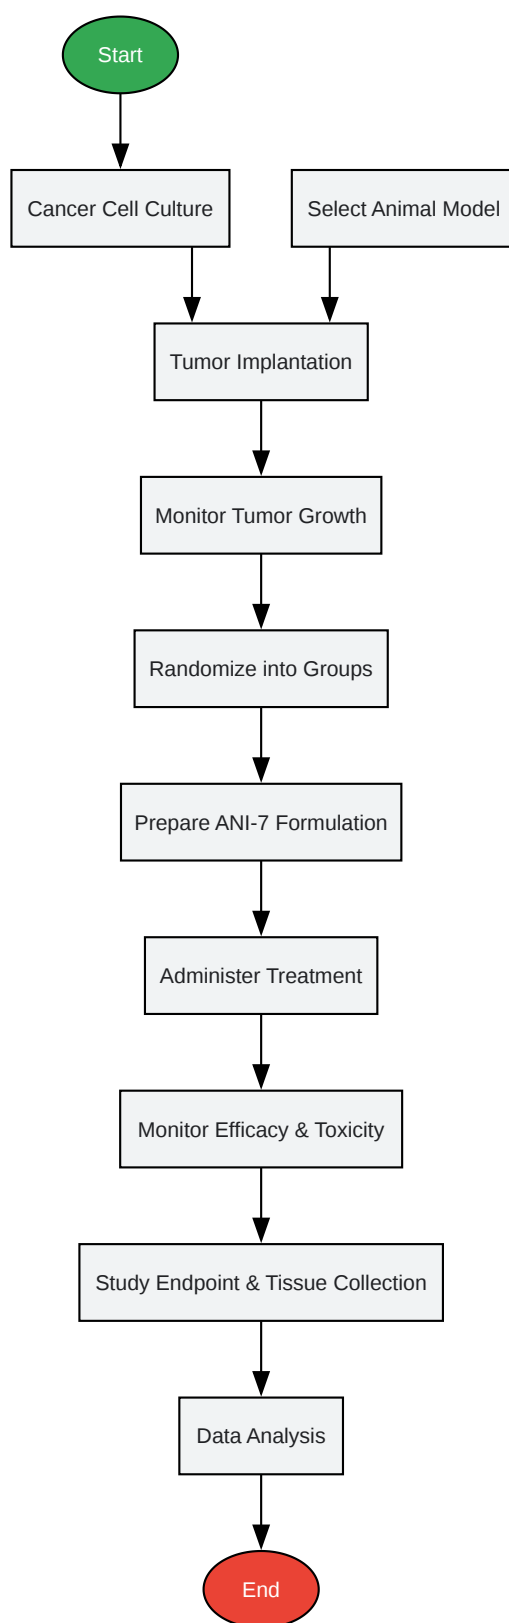 Start
Cancer Cell Culture
Select Animal Model
Tumor Implantation
Monitor Tumor Growth
Randomize into Groups
Prepare ANI-7 Formulation
Administer Treatment
Monitor Efficacy & Toxicity
Study Endpoint & Tissue Collection
Data Analysis
End